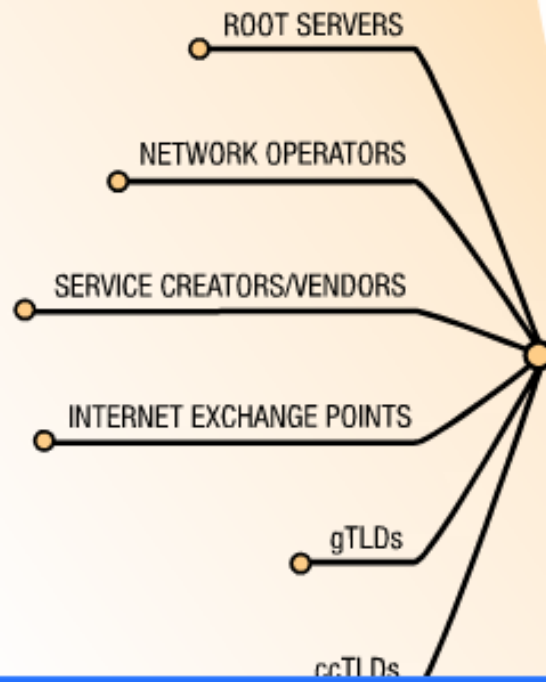 ROOT SERVERS
NETWORK OPERATORS
SERVICE CREATORS/VENDORS
INTERNET EXCHANGE POINTS
gTLDs
ccTLDs